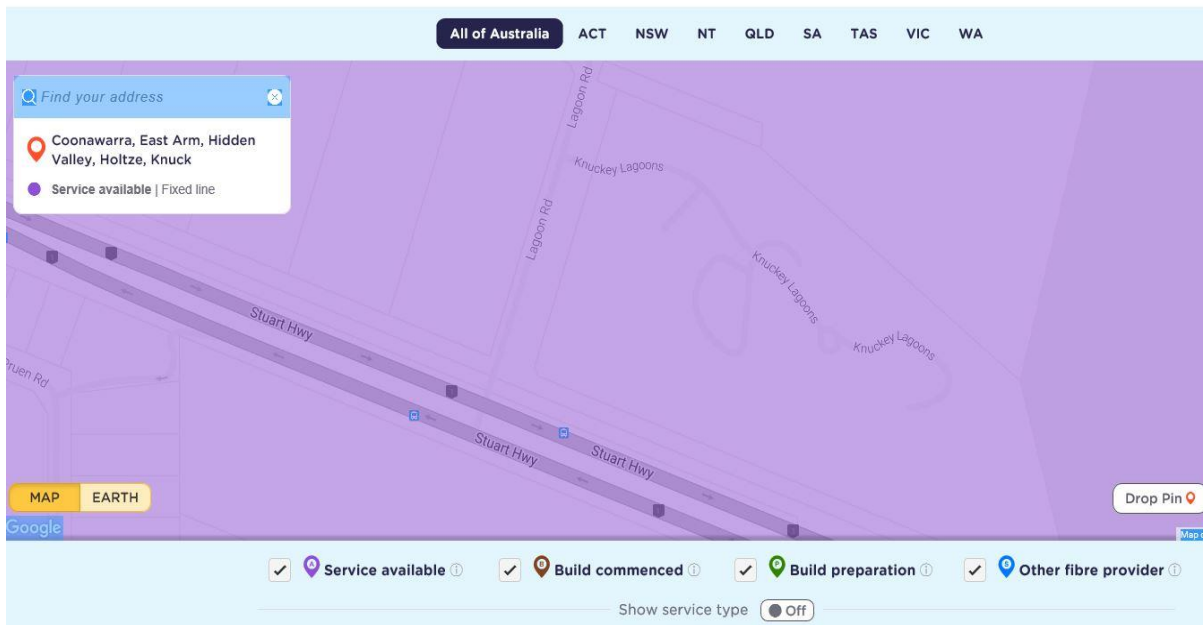 All of Australia ACT NSW NT QLD SA TAS VIC WA
Find your address
Coonawarra, East Arm, Hidden
Valley, Holtze, Knuck
Service available | Fixed line
Lagoon Rd
Knuckey Lagoons
Lagoon Rd
Knuckey Lagoons
Stuart Hwy
Knuckey Lagoons
Stuart Hwy
Stuart Hwy
MAP EARTH
Drop Pin
Google
Service available Build commenced Build preparation Other fibre provider
Show service type Off